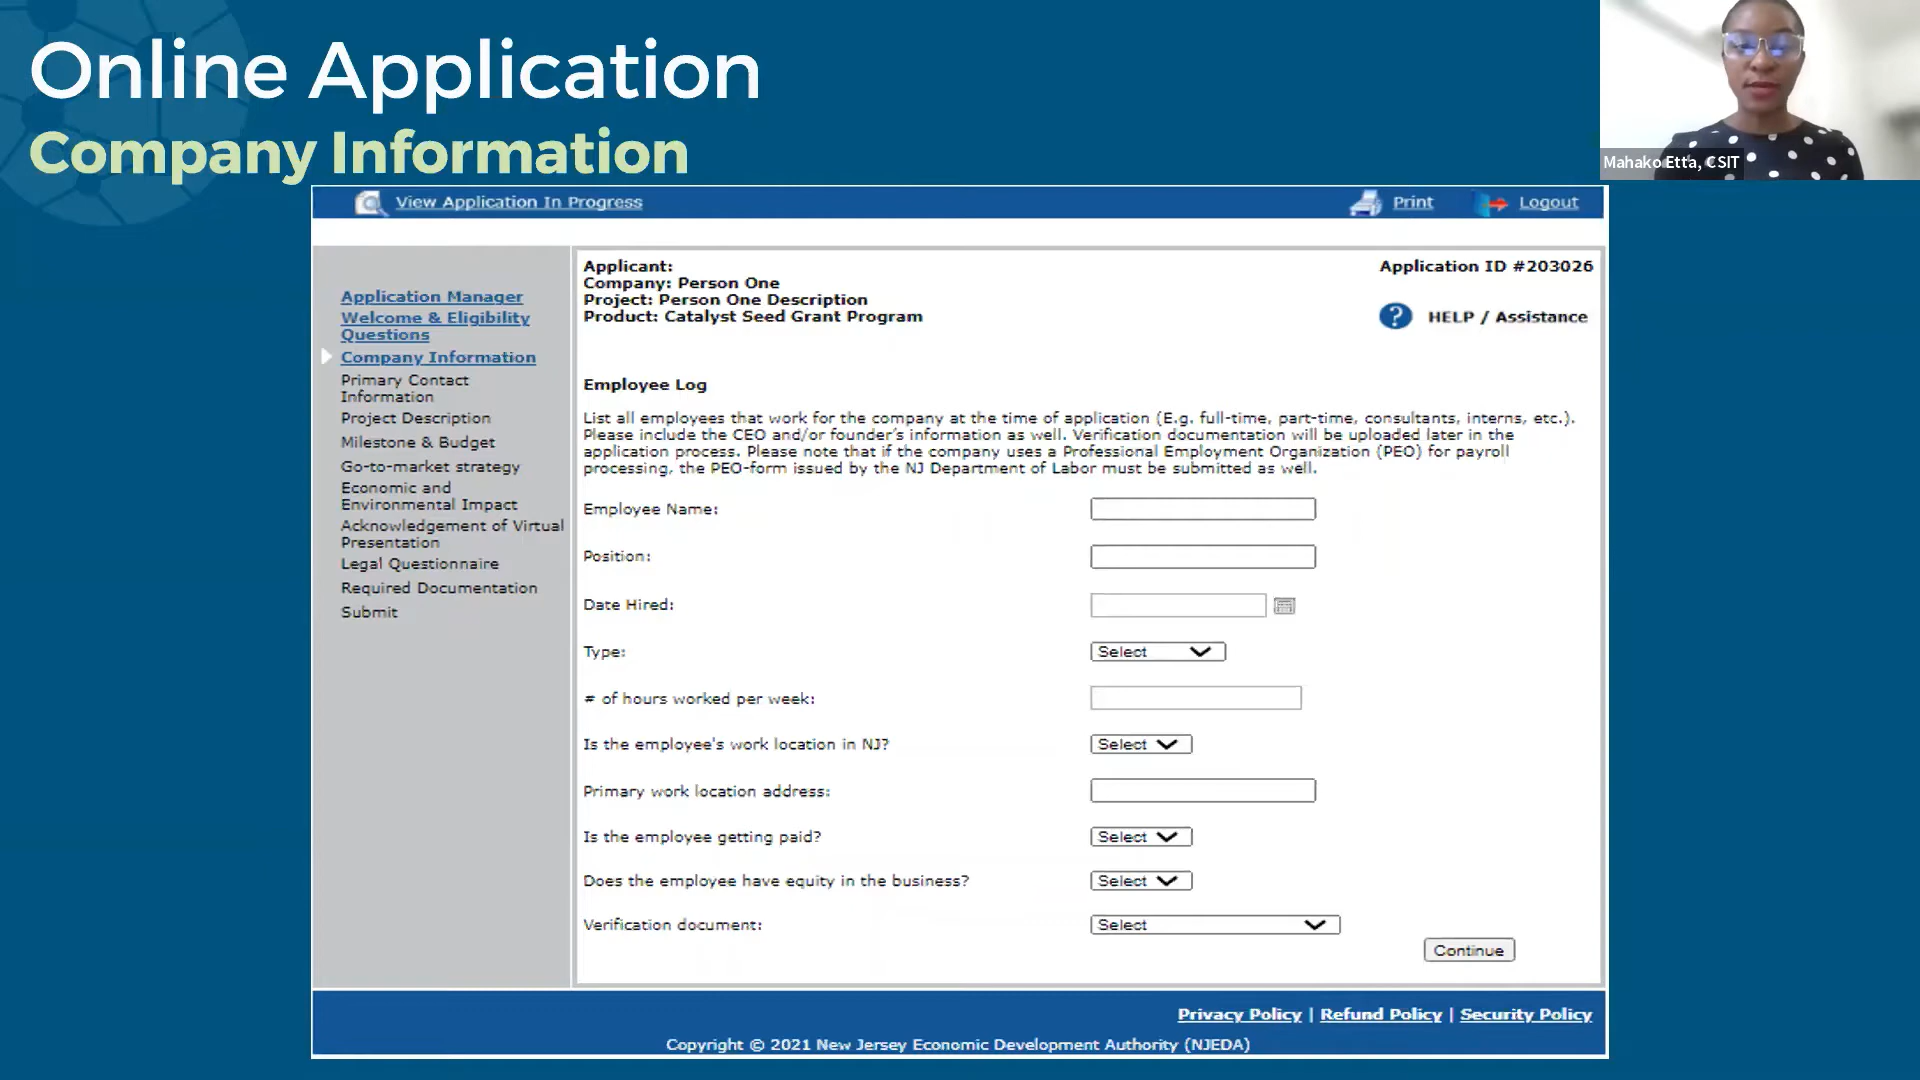 Online Application
Company Information
Mahako Etta, CSIT
View Application In Progress
Print
Logout
Application Manager
Welcome & Eligibility
Questions
Company Information
Primary Contact
Information
Project Description
Milestone & Budget
Go-to-market strategy
Economic and
Environmental Impact
Acknowledgement of Virtual
Presentation
Legal Questionnaire
Required Documentation
Submit
Applicant:
Company: Person One
Project: Person One Description
Product: Catalyst Seed Grant Program
Application ID #203026
? HELP / Assistance
Employee Log
List all employees that work for the company at the time of application (E.g. full-time, part-time, consultants, interns, etc.).
Please include the CEO and/or founder's information as well. Verification documentation will be uploaded later in the
application process. Please note that if the company uses a Professional Employment Organization (PEO) for payroll
processing, the PEO-form issued by the NJ Department of Labor must be submitted as well.
Employee Name:
Position:
Date Hired:
Type: Select
# of hours worked per week:
Is the employee's work location in NJ? Select
Primary work location address:
Is the employee getting paid? Select
Does the employee have equity in the business? Select
Verification document: Select
Continue
Privacy Policy | Refund Policy | Security Policy
Copyright © 2021 New Jersey Economic Development Authority (NJEDA)